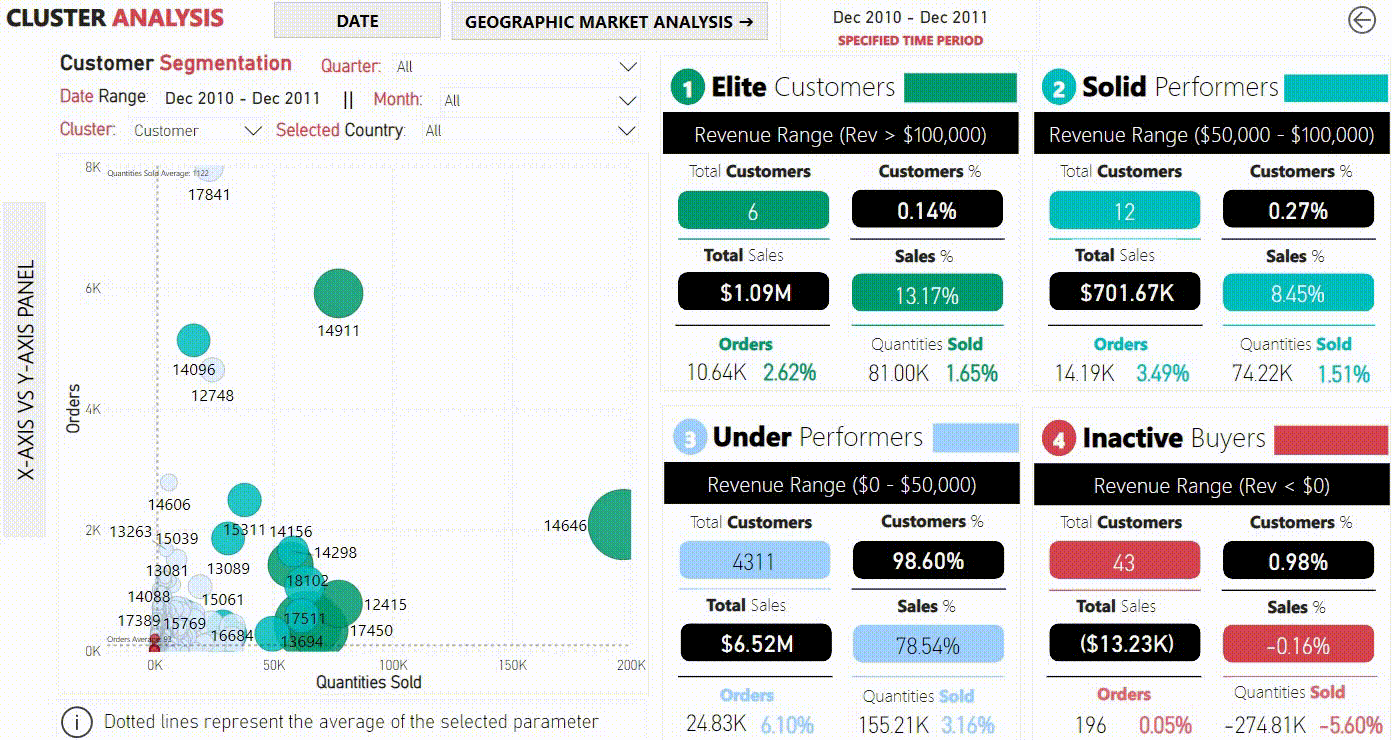 CLUSTER ANALYSIS
DATE
GEOGRAPHIC MARKET ANALYSIS →
Dec 2010 - Dec 2011
SPECIFIED TIME PERIOD
X-AXIS VS Y-AXIS PANEL
Customer Segmentation
Quarter: All
Date Range: Dec 2010 - Dec 2011 || Month: All
Cluster: Customer
Selected Country: All
Orders
8K
6K
4K
2K
0K
Quantities Sold Average: 1122
17841
14911
14096
12748
14606
14646
13263
15039
15311
14156
14298
13081
13089
18102
14088
15061
12415
17389
15769
17511
17450
16684
13694
Orders Average: 93
0K
50K
100K
150K
200K
Quantities Sold
i
Dotted lines represent the average of the selected parameter
1 Elite Customers
Revenue Range (Rev > $100,000)
Total Customers
Customers %
6
0.14%
Total Sales
Sales %
$1.09M
13.17%
Orders
Quantities Sold
10.64K 2.62%
81.00K 1.65%
2 Solid Performers
Revenue Range ($50,000 - $100,000)
Total Customers
Customers %
12
0.27%
Total Sales
Sales %
$701.67K
8.45%
Orders
Quantities Sold
14.19K 3.49%
74.22K 1.51%
3 Under Performers
Revenue Range ($0 - $50,000)
Total Customers
Customers %
4311
98.60%
Total Sales
Sales %
$6.52M
78.54%
Orders
Quantities Sold
24.83K 6.10%
155.21K 3.16%
4 Inactive Buyers
Revenue Range (Rev < $0)
Total Customers
Customers %
43
0.98%
Total Sales
Sales %
($13.23K)
-0.16%
Orders
Quantities Sold
196 0.05%
-274.81K -5.60%